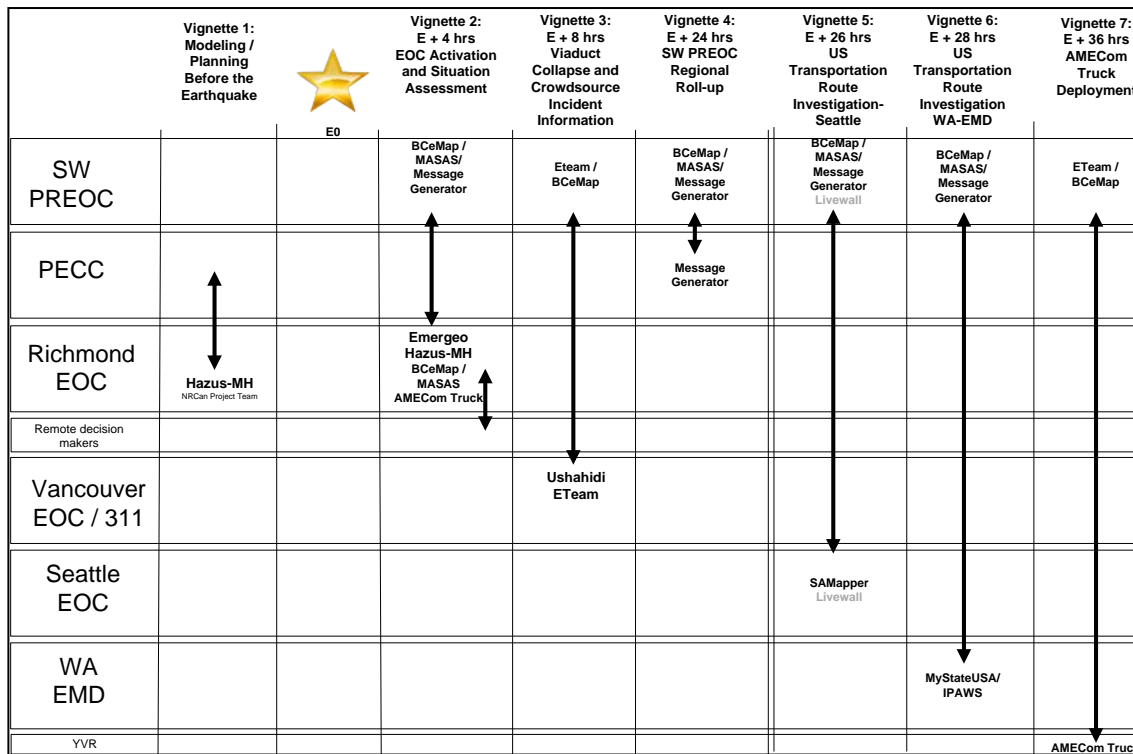 Vignette 1:
Modeling /
Planning
Before the
Earthquake
E0
Vignette 2:
E + 4 hrs
EOC Activation
and Situation
Assessment
Vignette 3:
E + 8 hrs
Viaduct
Collapse and
Crowdsource
Incident
Information
Vignette 4:
E + 24 hrs
SW PREOC
Regional
Roll-up
Vignette 5:
E + 26 hrs
US
Transportation
Route
Investigation-
Seattle
Vignette 6:
E + 28 hrs
US
Transportation
Route
Investigation
WA-EMD
Vignette 7:
E + 36 hrs
AMECom
Truck
Deployment
SW
PREOC
BCeMap /
MASAS/
Message
Generator
Eteam /
BCeMap
BCeMap /
MASAS/
Message
Generator
BCeMap /
MASAS/
Message
Generator
Livewall
BCeMap /
MASAS/
Message
Generator
ETeam /
BCeMap
PECC
Message
Generator
Richmond
EOC
Hazus-MH
NRCan Project Team
Emergeo
Hazus-MH
BCeMap /
MASAS
AMECom Truck
Remote decision
makers
Vancouver
EOC / 311
Ushahidi
ETeam
Seattle
EOC
SAMapper
Livewall
WA
EMD
MyStateUSA/
IPAWS
YVR
AMECom Truck